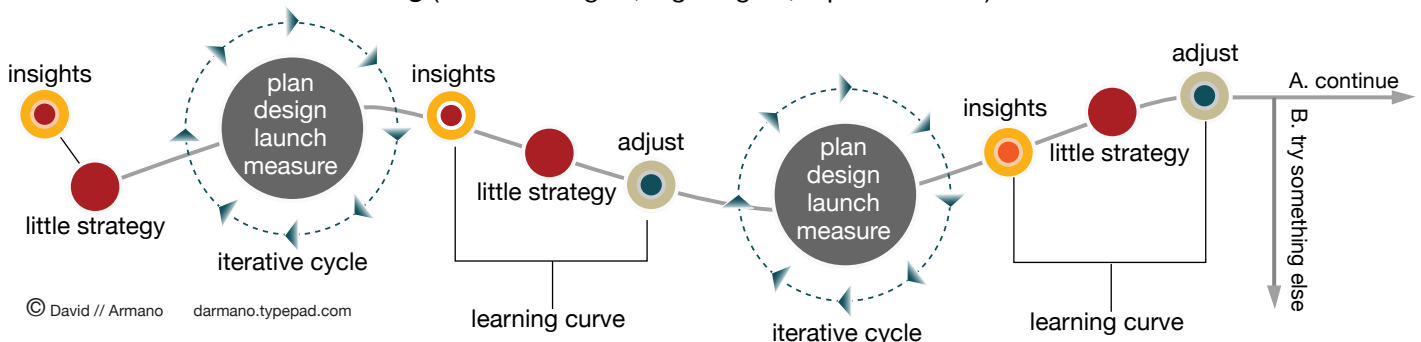 insights
little strategy
plan
design
launch
measure
iterative cycle
insights
little strategy
adjust
learning curve
plan
design
launch
measure
iterative cycle
insights
little strategy
adjust
learning curve
A. continue
B. try something else
© David // Armano darmano.typepad.com